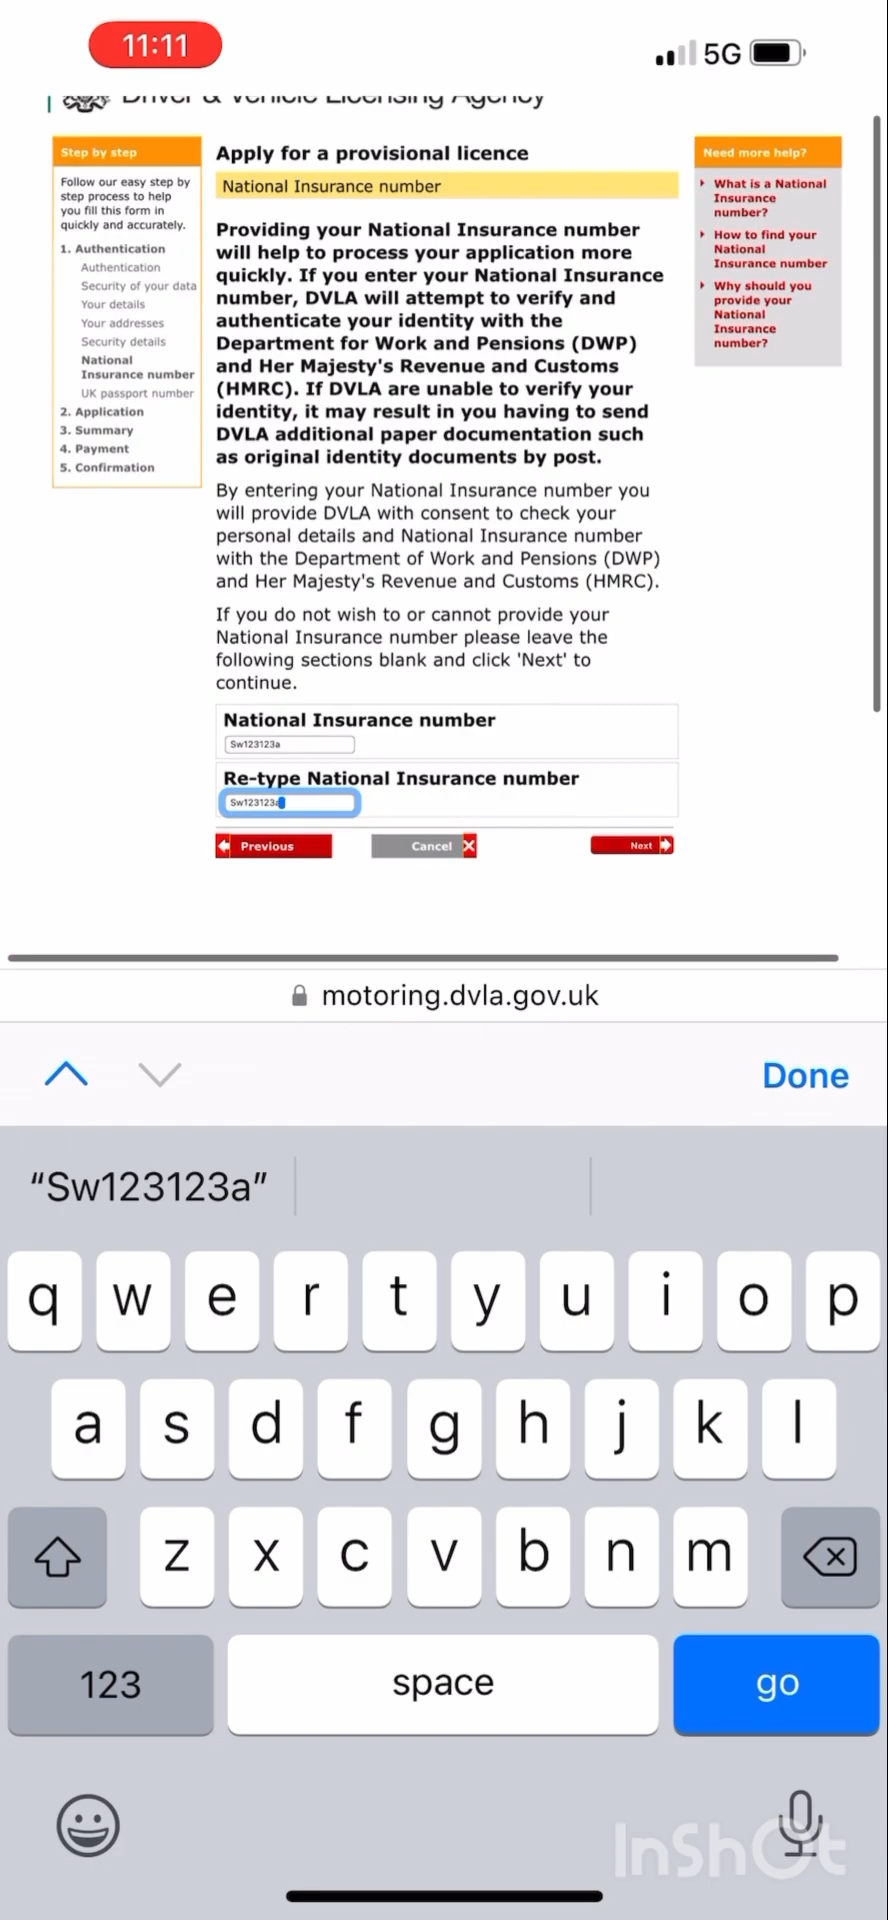 11:11
5G
Driver & Vehicle Licensing Agency
Step by step
Follow our easy step by
step process to help
you fill this form in
quickly and accurately.
1. Authentication
Authentication
Security of your data
Your details
Your addresses
Security details
National
Insurance number
UK passport number
2. Application
3. Summary
4. Payment
5. Confirmation
Apply for a provisional licence
National Insurance number
Providing your National Insurance number
will help to process your application more
quickly. If you enter your National Insurance
number, DVLA will attempt to verify and
authenticate your identity with the
Department for Work and Pensions (DWP)
and Her Majesty's Revenue and Customs
(HMRC). If DVLA are unable to verify your
identity, it may result in you having to send
DVLA additional paper documentation such
as original identity documents by post.
By entering your National Insurance number you
will provide DVLA with consent to check your
personal details and National Insurance number
with the Department of Work and Pensions (DWP)
and Her Majesty's Revenue and Customs (HMRC).
If you do not wish to or cannot provide your
National Insurance number please leave the
following sections blank and click 'Next' to
continue.
National Insurance number
Sw123123a
Re-type National Insurance number
Sw123123a
Previous
Cancel
Next
Need more help?
What is a National
Insurance
number?
How to find your
National
Insurance number
Why should you
provide your
National
Insurance
number?
motoring.dvla.gov.uk
Done
“Sw123123a”
q w e r t y u i o p
a s d f g h j k l
z x c v b n m
123 space go
InShOt